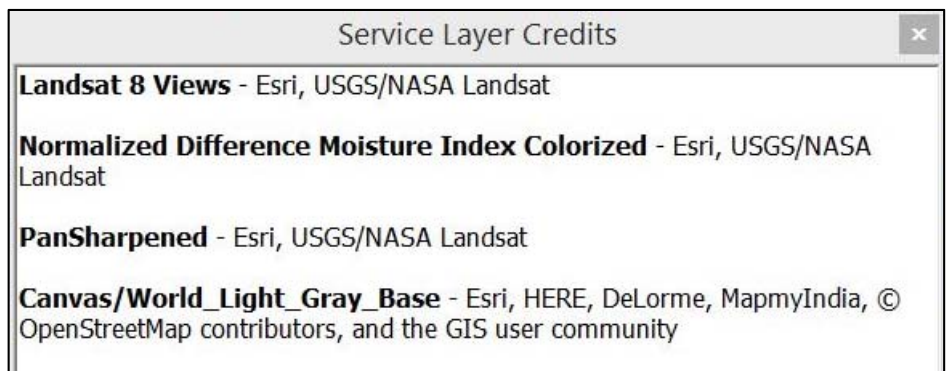 Service Layer Credits
×
Landsat 8 Views - Esri, USGS/NASA Landsat
Normalized Difference Moisture Index Colorized - Esri, USGS/NASA
Landsat
PanSharpened - Esri, USGS/NASA Landsat
Canvas/World_Light_Gray_Base - Esri, HERE, DeLorme, MapmyIndia, ©
OpenStreetMap contributors, and the GIS user community